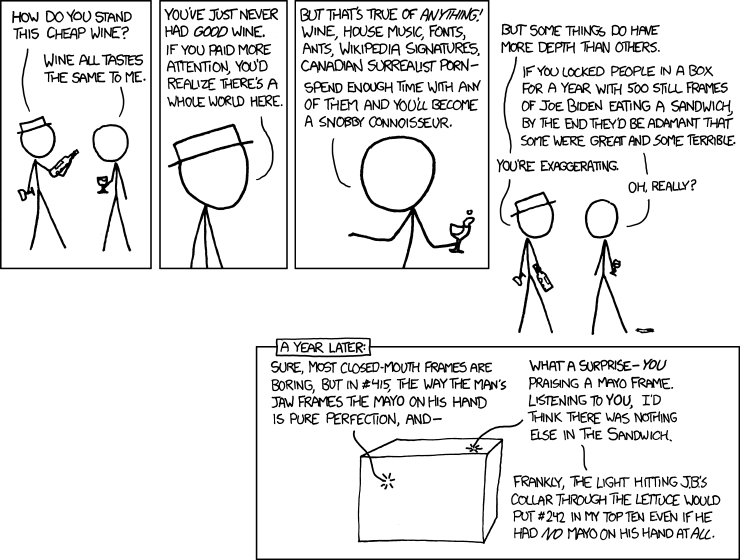 HOW DO YOU STAND
THIS CHEAP WINE?
WINE ALL TASTES
THE SAME TO ME.
YOU'VE JUST NEVER
HAD GOOD WINE.
IF YOU PAID MORE
ATTENTION, YOU'D
REALIZE THERE'S A
WHOLE WORLD HERE.
BUT THAT'S TRUE OF ANYTHING!
WINE, HOUSE MUSIC, FONTS,
ANTS, WIKIPEDIA SIGNATURES,
CANADIAN SURREALIST PORN—
SPEND ENOUGH TIME WITH ANY
OF THEM AND YOU'LL BECOME
A SNOBBY CONNOISSEUR.
BUT SOME THINGS DO HAVE
MORE DEPTH THAN OTHERS.
IF YOU LOCKED PEOPLE IN A BOX
FOR A YEAR WITH 500 STILL FRAMES
OF JOE BIDEN EATING A SANDWICH,
BY THE END THEY'D BE ADAMANT THAT
SOME WERE GREAT AND SOME TERRIBLE.
YOU'RE EXAGGERATING.
OH, REALLY?
A YEAR LATER:
SURE, MOST CLOSED-MOUTH FRAMES ARE
BORING, BUT IN #415, THE WAY THE MAN'S
JAW FRAMES THE MAYO ON HIS HAND
IS PURE PERFECTION, AND—
WHAT A SURPRISE—YOU
PRAISING A MAYO FRAME.
LISTENING TO YOU, I'D
THINK THERE WAS NOTHING
ELSE IN THE SANDWICH.
FRANKLY, THE LIGHT HITTING J.B.'S
COLLAR THROUGH THE LETTUCE WOULD
PUT #242 IN MY TOP TEN EVEN IF HE
HAD NO MAYO ON HIS HAND AT ALL.